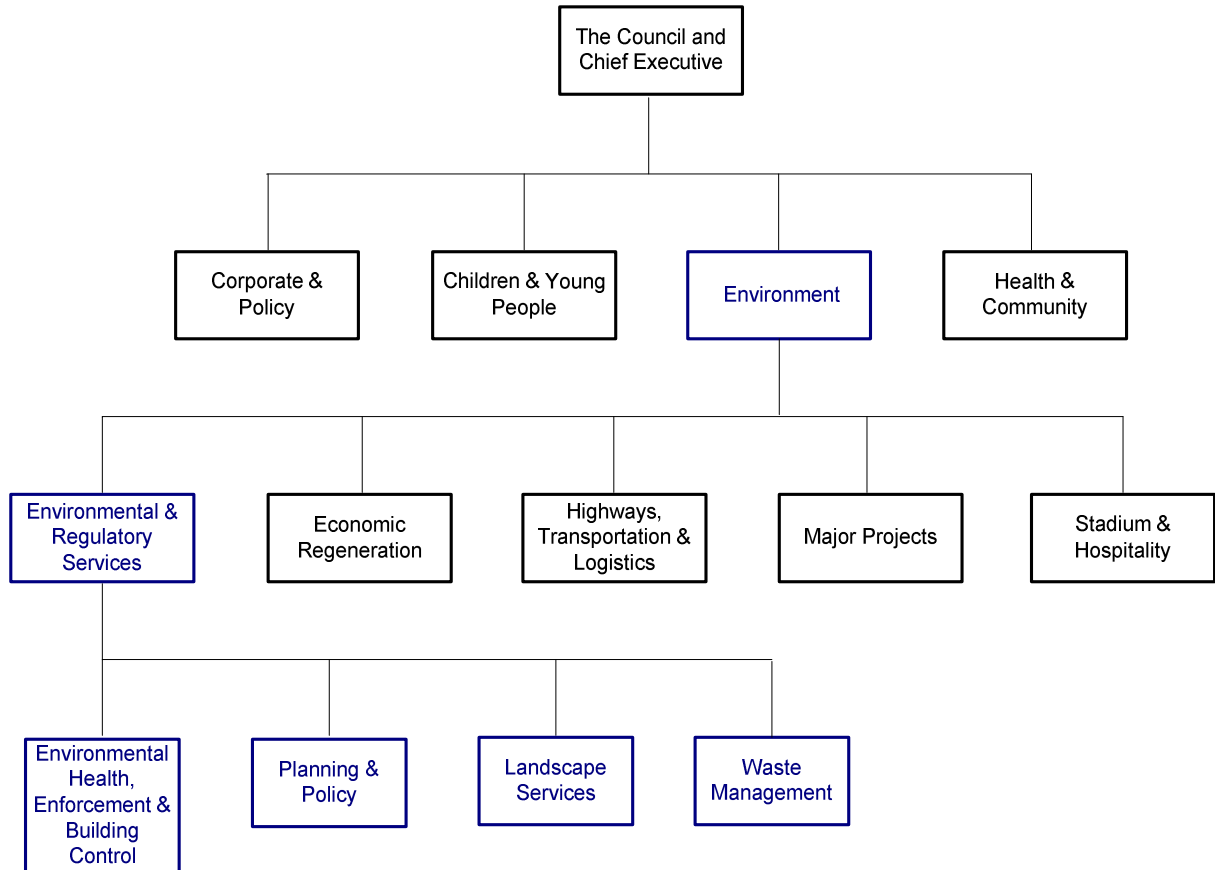 The Council and
Chief Executive
Corporate &
Policy
Children & Young
People
Environment
Health &
Community
Environmental &
Regulatory
Services
Economic
Regeneration
Highways,
Transportation &
Logistics
Major Projects
Stadium &
Hospitality
Environmental
Health,
Enforcement &
Building
Control
Planning &
Policy
Landscape
Services
Waste
Management